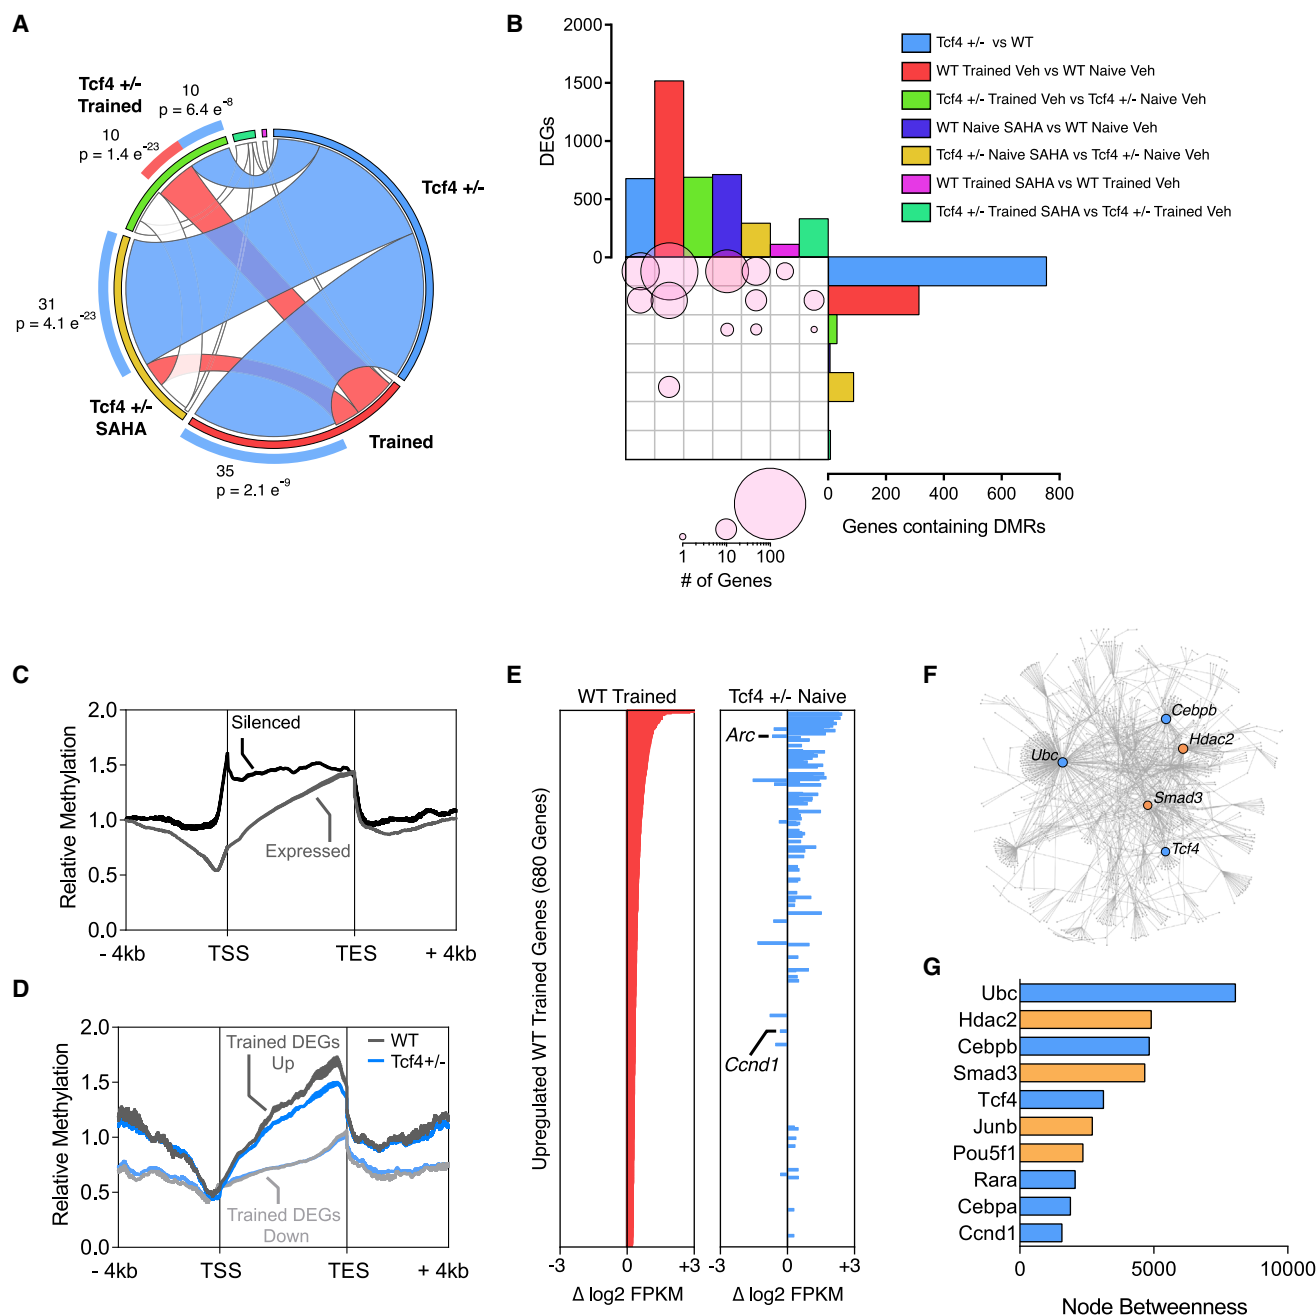 A
Tcf4 +/-
Trained
10
p = 6.4 e-8
10
p = 1.4 e-23
Tcf4 +/-
31
p = 4.1 e-23
Tcf4 +/-
SAHA
Trained
35
p = 2.1 e-9
B
2000
1500
1000
500
0
DEGs
Tcf4 +/- vs WT
WT Trained Veh vs WT Naive Veh
Tcf4 +/- Trained Veh vs Tcf4 +/- Naive Veh
WT Naive SAHA vs WT Naive Veh
Tcf4 +/- Naive SAHA vs Tcf4 +/- Naive Veh
WT Trained SAHA vs WT Trained Veh
Tcf4 +/- Trained SAHA vs Tcf4 +/- Trained Veh
0 200 400 600 800
Genes containing DMRs
1 10 100
# of Genes
C
2.0
1.5
1.0
0.5
0.0
Relative Methylation
Silenced
Expressed
- 4kb TSS TES + 4kb
D
2.0
1.5
1.0
0.5
0.0
Relative Methylation
Trained DEGs
Up
WT
Tcf4+/-
Trained DEGs
Down
- 4kb TSS TES + 4kb
E
WT Trained
Tcf4 +/- Naive
Upregulated WT Trained Genes (680 Genes)
Arc
Ccnd1
-3 0 +3
Δ log2 FPKM
-3 0 +3
Δ log2 FPKM
F
Cebpb
Hdac2
Ubc
Smad3
Tcf4
G
Ubc
Hdac2
Cebpb
Smad3
Tcf4
Junb
Pou5f1
Rara
Cebpa
Ccnd1
0 5000 10000
Node Betweenness